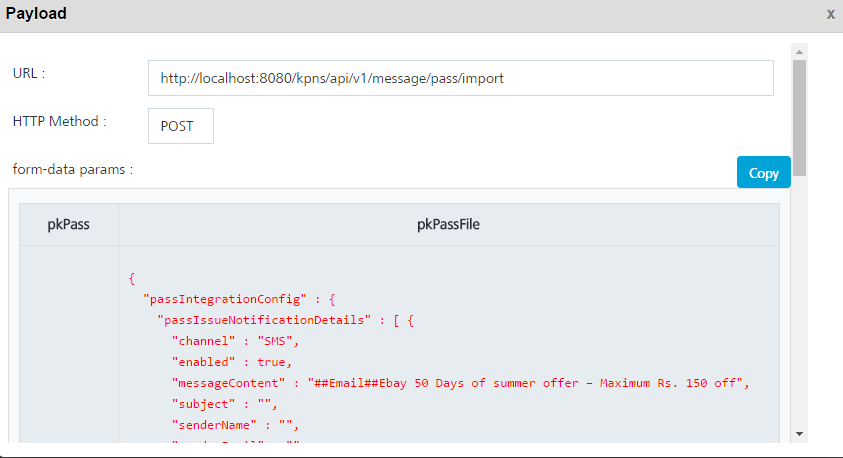 Payload x
URL : http://localhost:8080/kpns/api/v1/message/pass/import
HTTP Method : POST
form-data params : Copy
pkPass pkPassFile
{
"passIntegrationConfig" : {
"passIssueNotificationDetails" : [ {
"channel" : "SMS",
"enabled" : true,
"messageContent" : "##Email##Ebay 50 Days of summer offer – Maximum Rs. 150 off",
"subject" : "",
"senderName" : "",